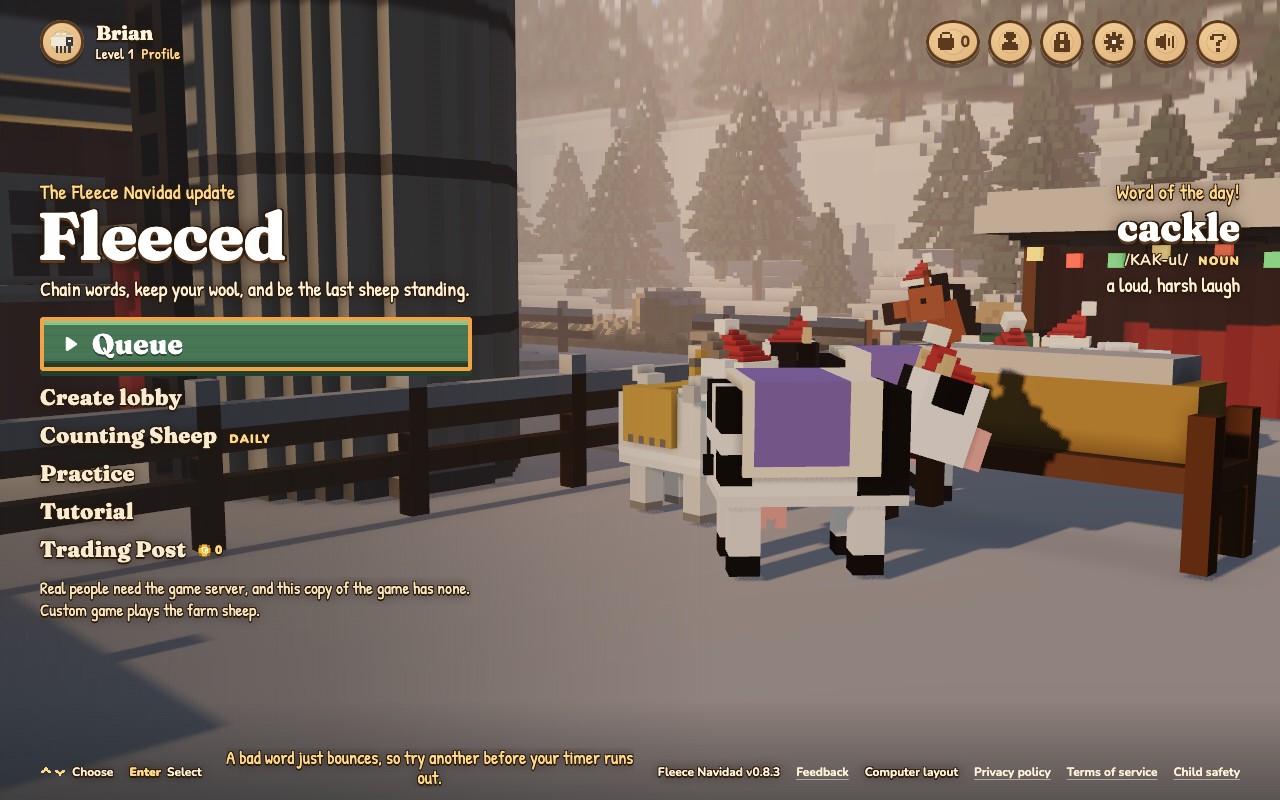 Brian
Level 1 Profile
0
The Fleece Navidad update
Fleeced
Chain words, keep your wool, and be the last sheep standing.
Queue
Create lobby
Counting Sheep DAILY
Practice
Tutorial
Trading Post 0
Real people need the game server, and this copy of the game has none.
Custom game plays the farm sheep.
Word of the day!
cackle
/KAK-ul/ NOUN
a loud, harsh laugh
Choose Enter Select
A bad word just bounces, so try another before your timer runs
out.
Fleece Navidad v0.8.3 Feedback Computer layout Privacy policy Terms of service Child safety